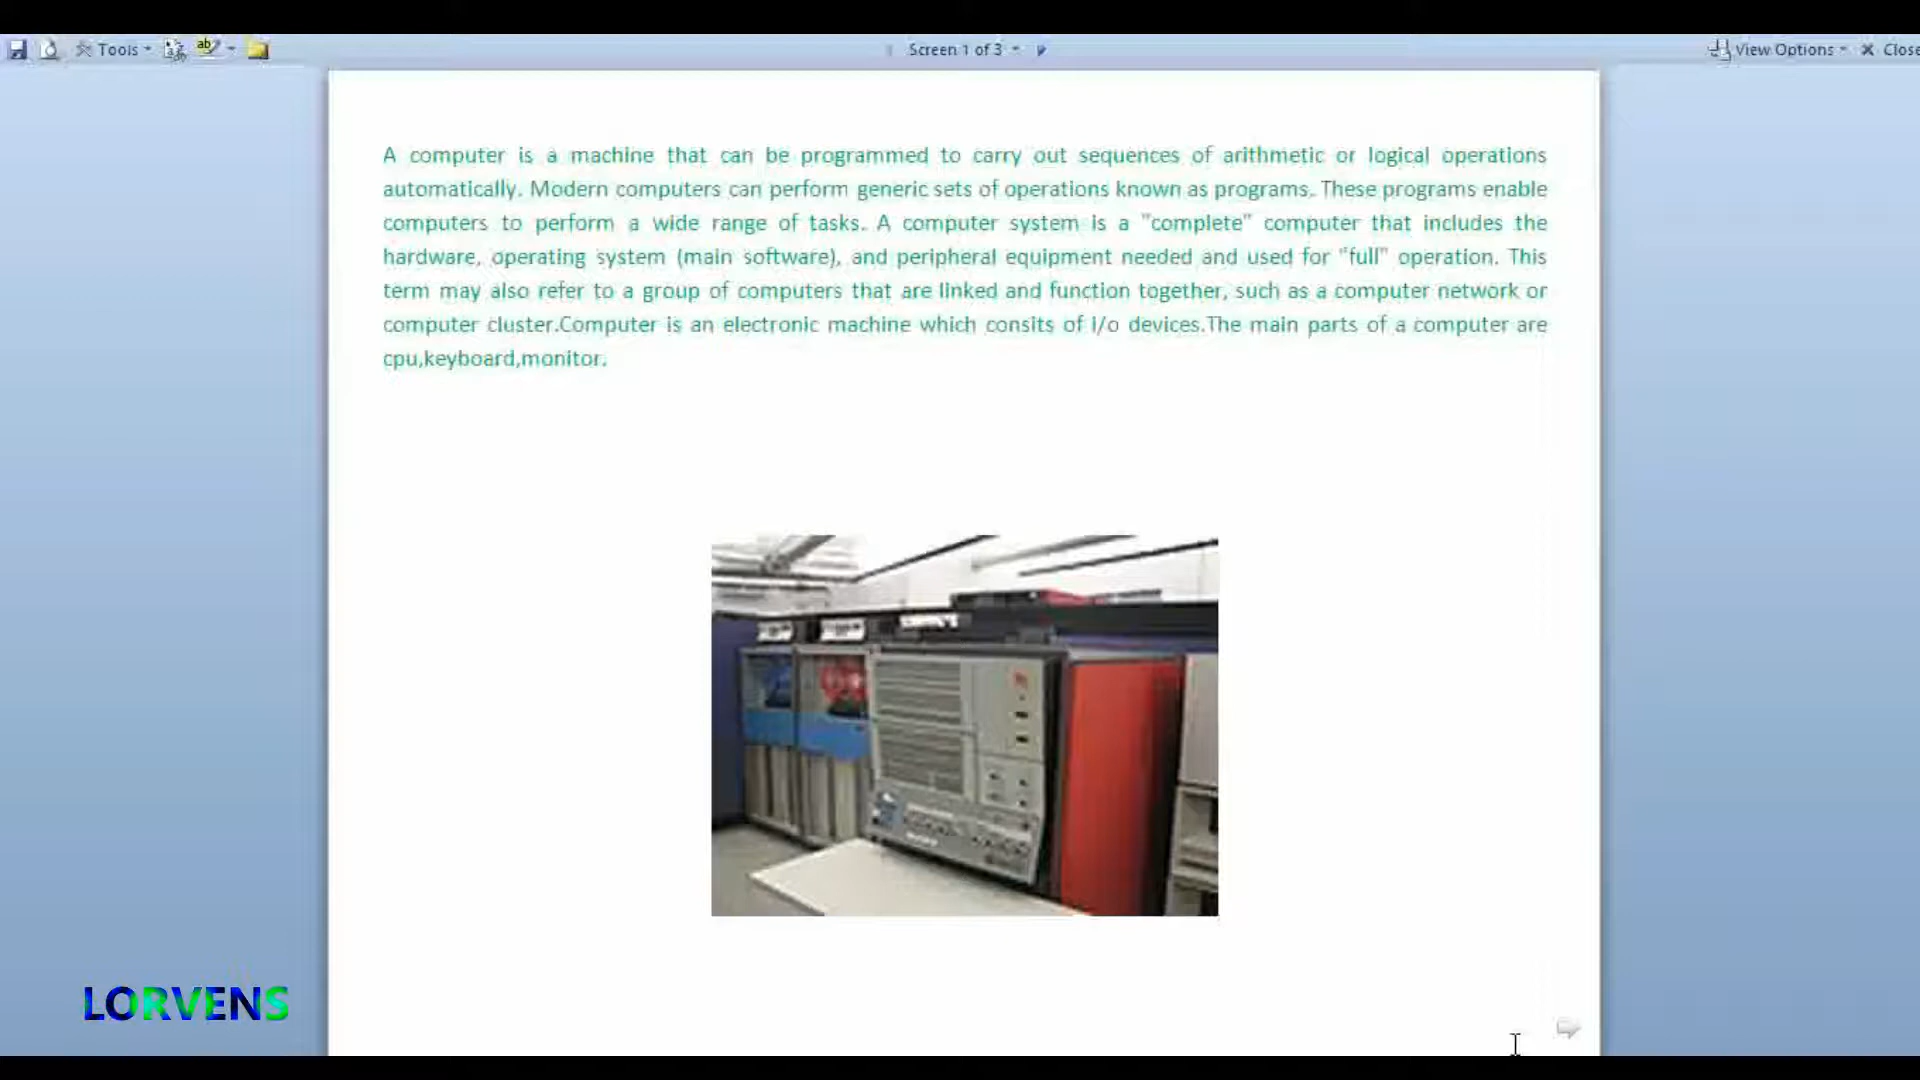 Tools
Screen 1 of 3
View Options
Close
A computer is a machine that can be programmed to carry out sequences of arithmetic or logical operations
automatically. Modern computers can perform generic sets of operations known as programs. These programs enable
computers to perform a wide range of tasks. A computer system is a "complete" computer that includes the
hardware, operating system (main software), and peripheral equipment needed and used for "full" operation. This
term may also refer to a group of computers that are linked and function together, such as a computer network or
computer cluster.Computer is an electronic machine which consits of i/o devices.The main parts of a computer are
cpu,keyboard,monitor.
LORVENS